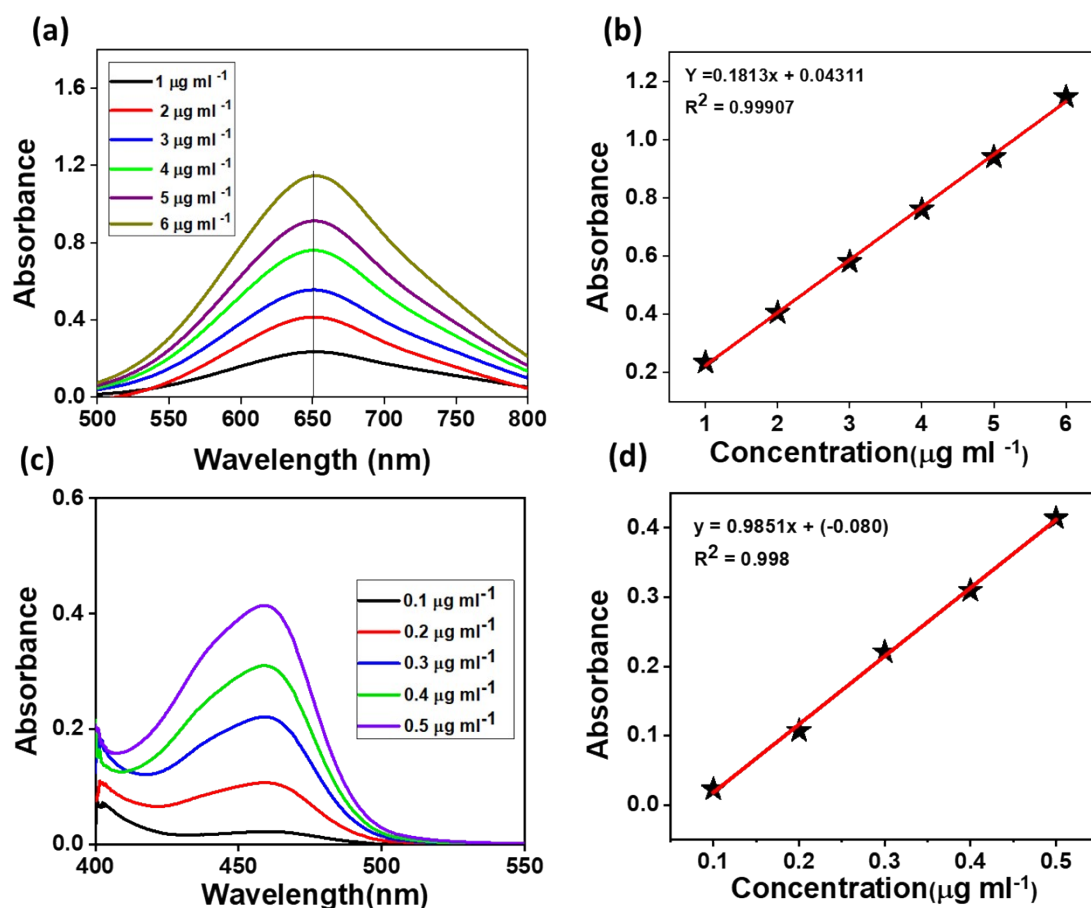 (a)
1.6
1.2
0.8
0.4
0.0
Absorbance
1 µg ml -1
2 µg ml -1
3 µg ml -1
4 µg ml -1
5 µg ml -1
6 µg ml -1
500 550 600 650 700 750 800
Wavelength (nm)
(b)
Y =0.1813x + 0.04311
R2 = 0.99907
1.2
1.0
0.8
0.6
0.4
0.2
Absorbance
1 2 3 4 5 6
Concentration(µg ml -1)
(c)
0.6
0.4
0.2
0.0
Absorbance
0.1 µg ml-1
0.2 µg ml-1
0.3 µg ml-1
0.4 µg ml-1
0.5 µg ml-1
400 450 500 550
Wavelength(nm)
(d)
y = 0.9851x + (-0.080)
R2 = 0.998
0.4
0.3
0.2
0.1
0.0
Absorbance
0.1 0.2 0.3 0.4 0.5
Concentration(µg ml-1)